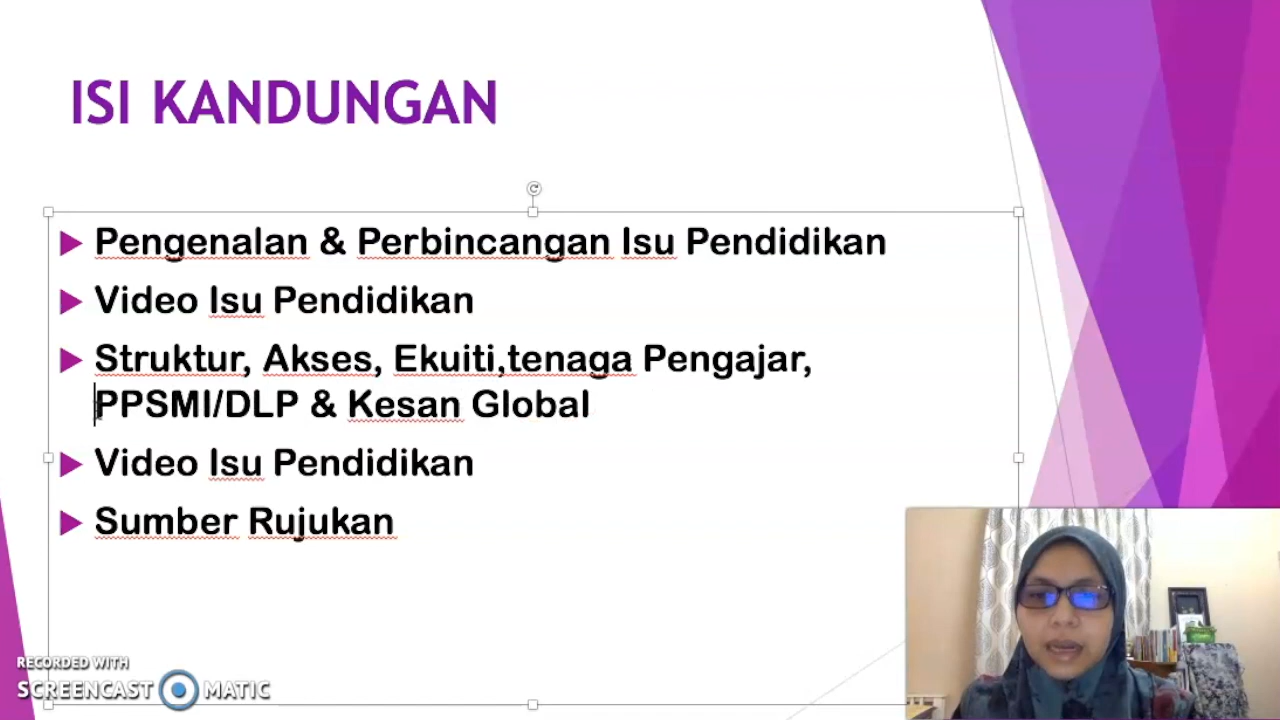 ISI KANDUNGAN
Pengenalan & Perbincangan Isu Pendidikan
Video Isu Pendidikan
Struktur, Akses, Ekuiti,tenaga Pengajar,
PPSMI/DLP & Kesan Global
Video Isu Pendidikan
Sumber Rujukan
RECORDED WITH
SCREENCAST MATIC